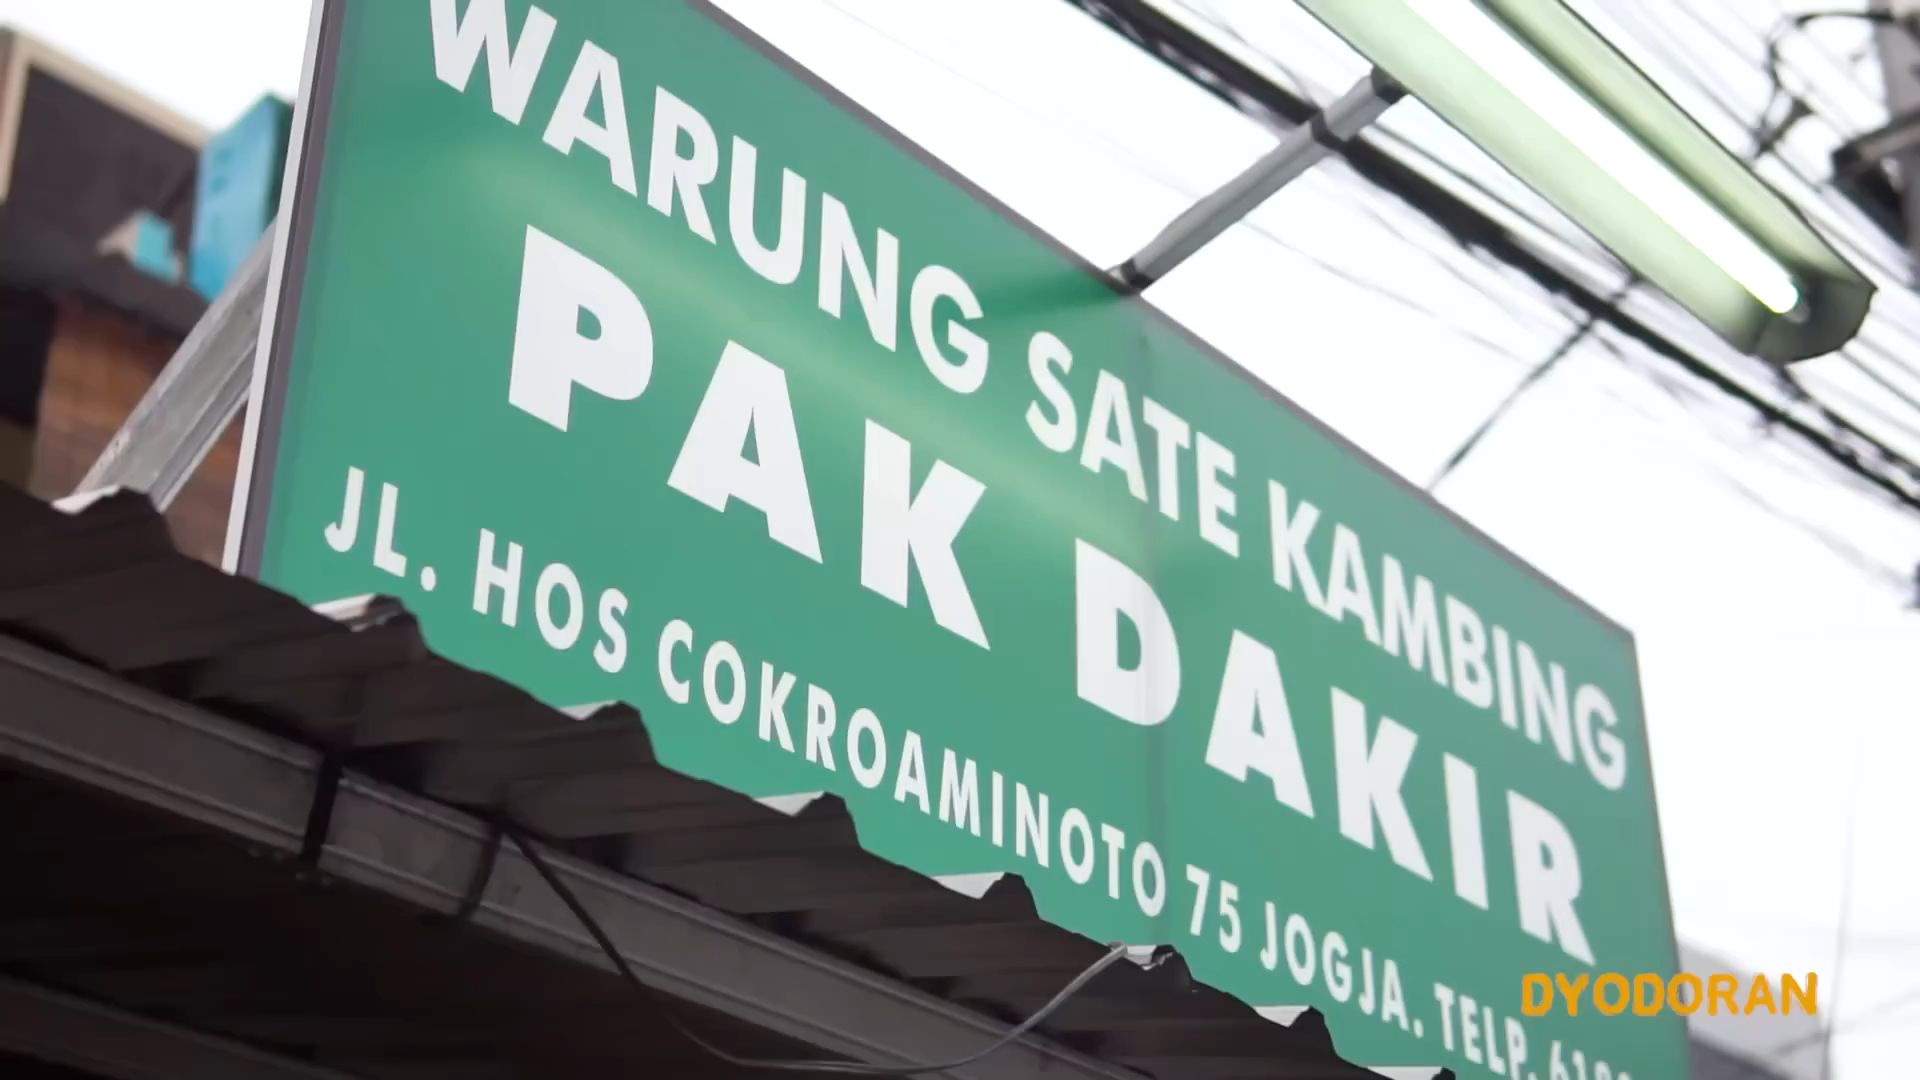 WARUNG SATE KAMBING
PAK DAKIR
JL. HOS COKROAMINOTO 75 JOGJA. TELP.
DYODORAN